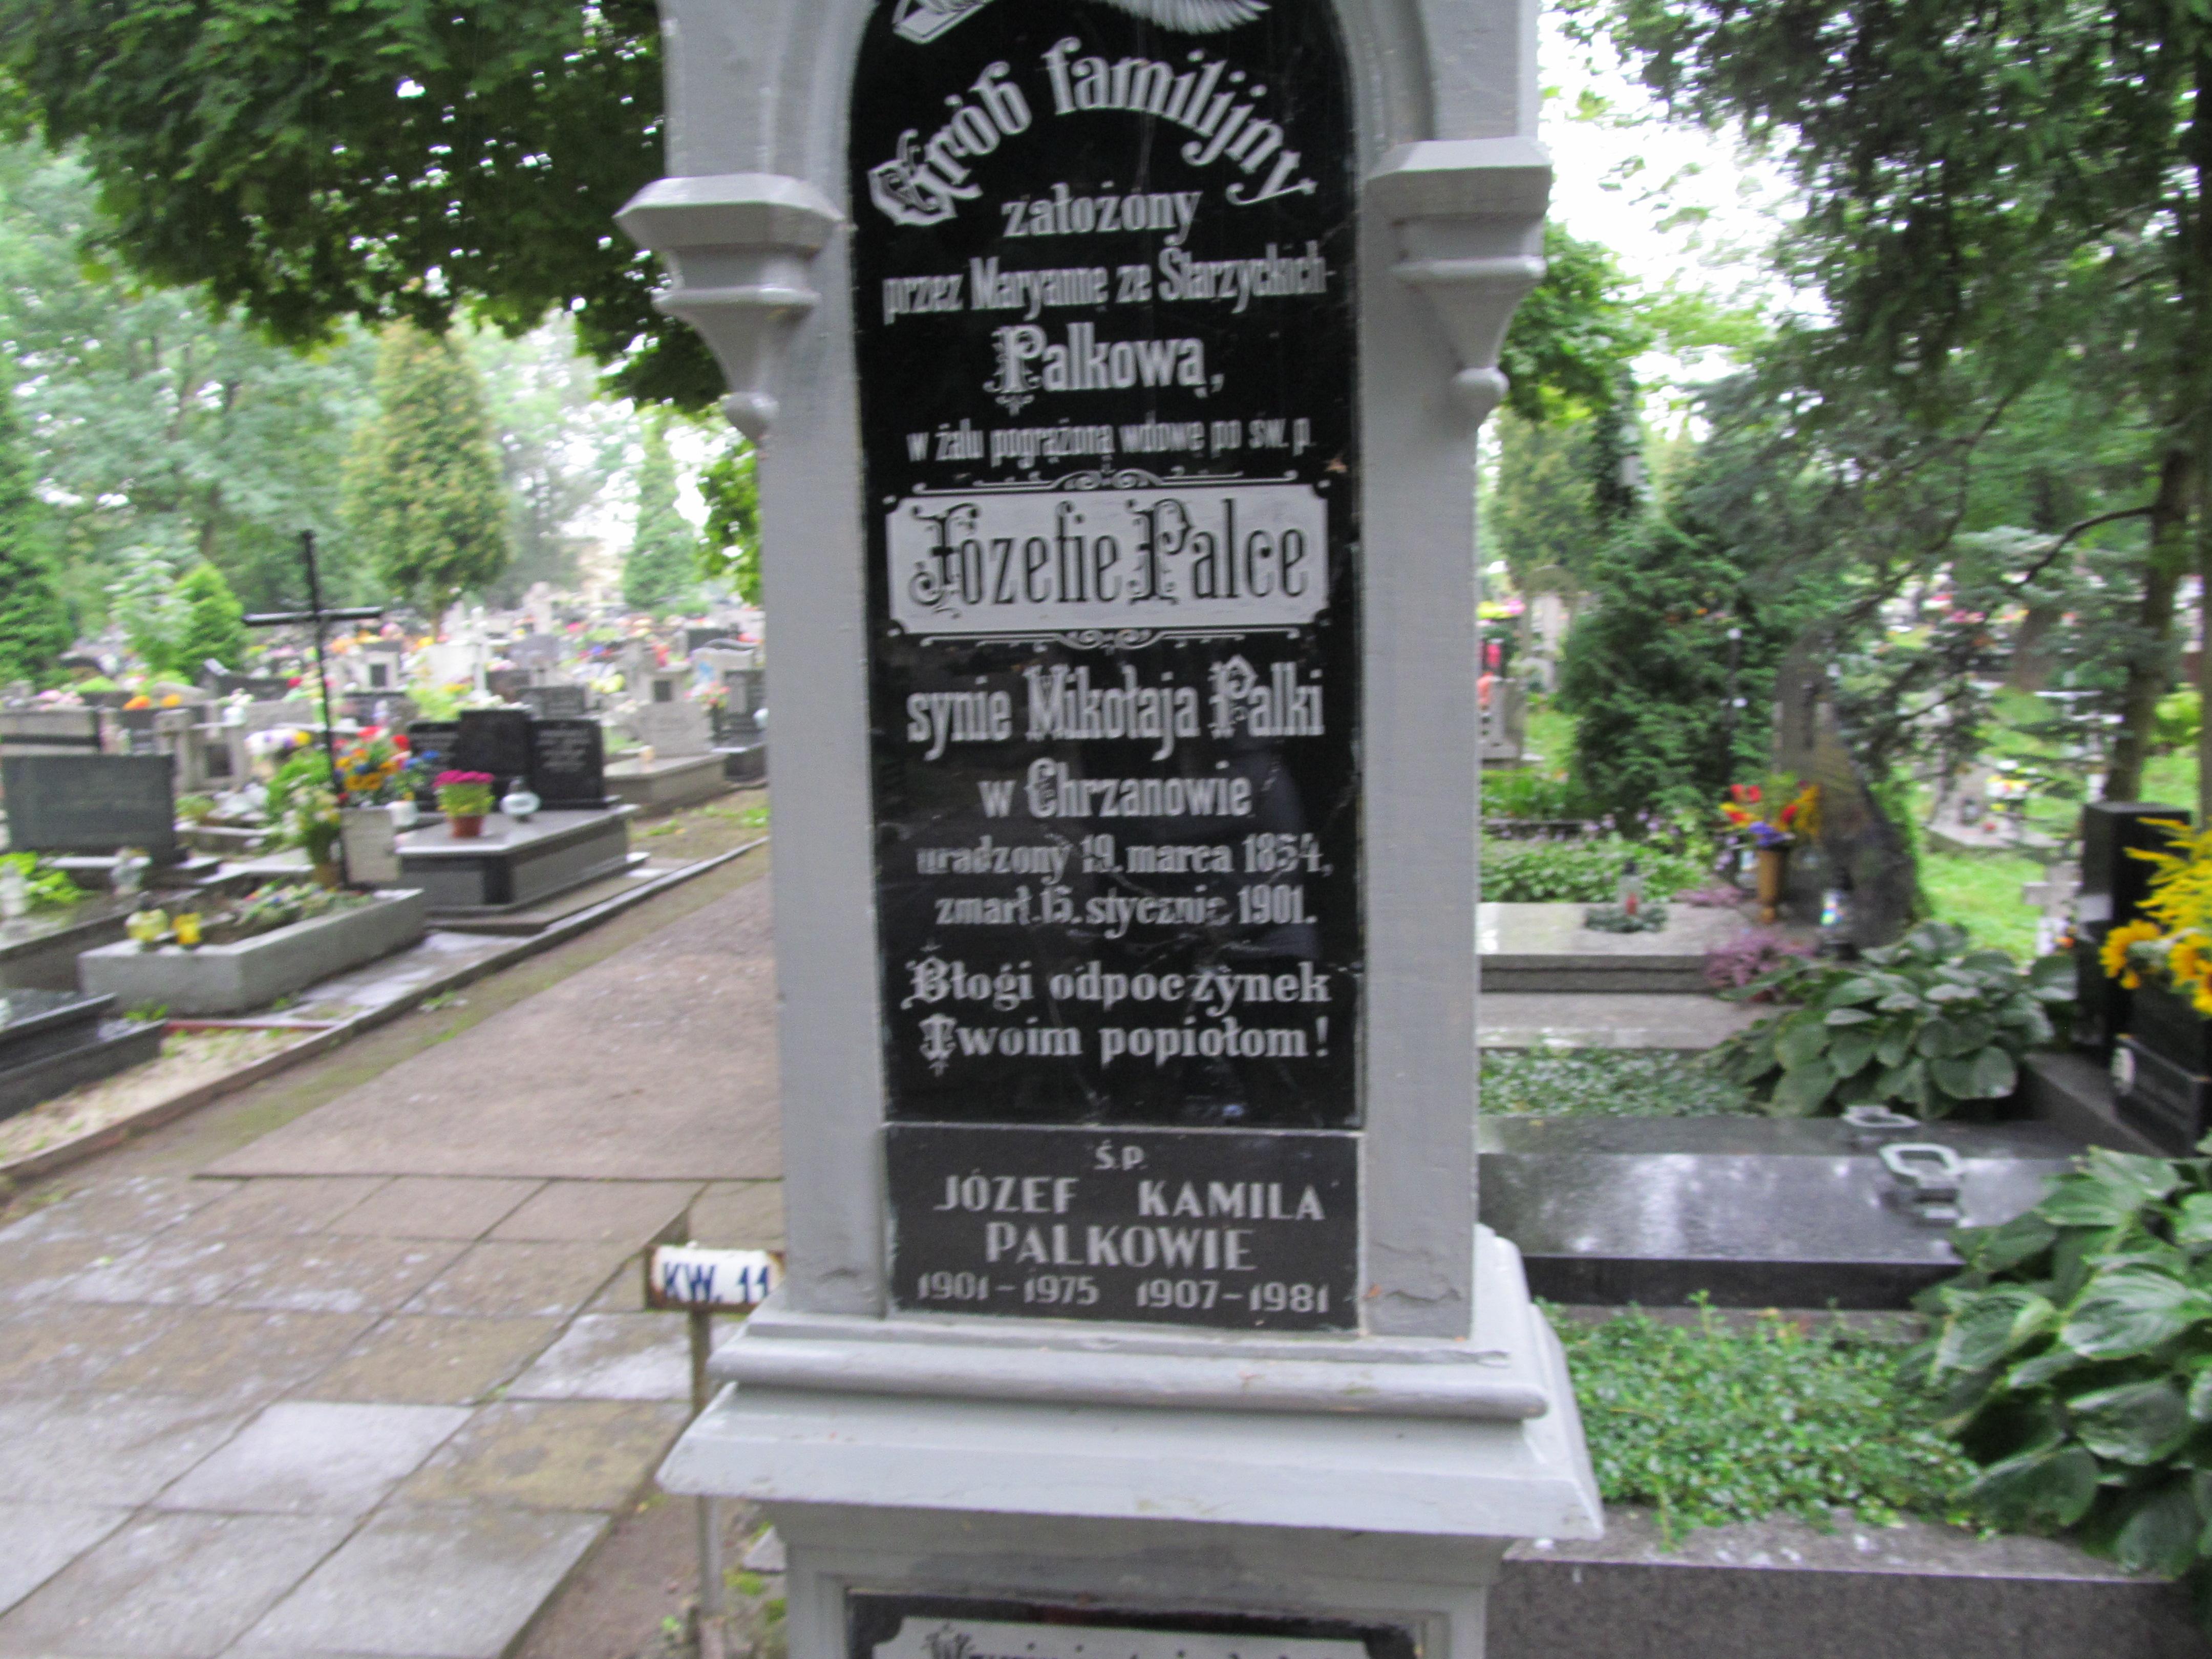 Grób familijny
założony
przez Maryannę ze Starzyckich-
Palkową,
w żalu pogrążoną wdowę po św. p.
Józefie Palce
synie Mikołaja Palki
w Chrzanowie
uradzony 19. marca 1834,
zmarł. 15. stycznia 1901.
Błogi odpoczynek
Twoim popiołom!
Ś.P.
JÓZEF KAMILA
PALKOWIE
1901-1975 1907-1981
KW. 11